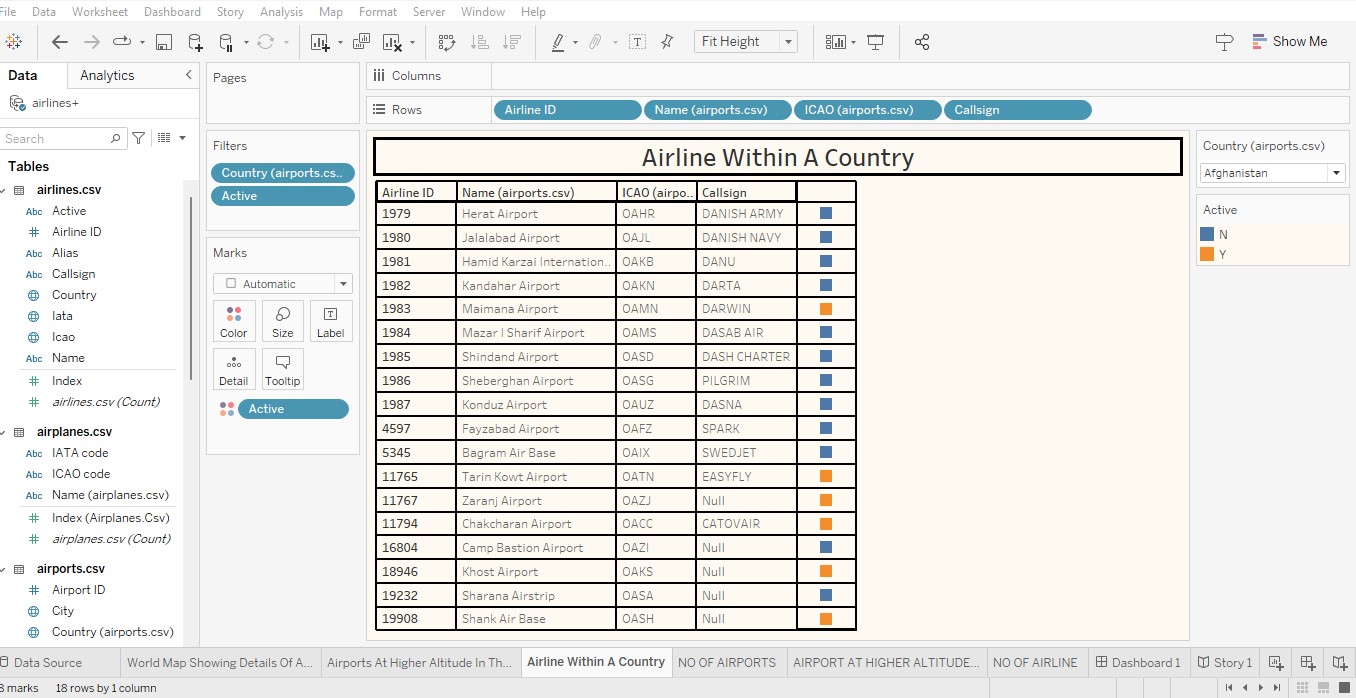 File Data Worksheet Dashboard Story Analysis Map Format Server Window Help
Fit Height
Show Me
Data Analytics
airlines+
Search
Tables
airlines.csv
Abc Active
# Airline ID
Abc Alias
Abc Callsign
Country
Iata
Icao
Abc Name
# Index
# airlines.csv (Count)
airplanes.csv
Abc IATA code
Abc ICAO code
Abc Name (airplanes.csv)
# Index (Airplanes.Csv)
# airplanes.csv (Count)
airports.csv
# Airport ID
City
Country (airports.csv)
Pages
Filters
Country (airports.cs..
Active
Marks
Automatic
Color Size Label
Detail Tooltip
Active
Columns
Rows Airline ID Name (airports.csv) ICAO (airports.csv) Callsign
Airline Within A Country
Airline ID Name (airports.csv) ICAO (airpo.. Callsign
1979 Herat Airport OAHR DANISH ARMY
1980 Jalalabad Airport OAJL DANISH NAVY
1981 Hamid Karzai Internation.. OAKB DANU
1982 Kandahar Airport OAKN DARTA
1983 Maimana Airport OAMN DARWIN
1984 Mazar I Sharif Airport OAMS DASAB AIR
1985 Shindand Airport OASD DASH CHARTER
1986 Sheberghan Airport OASG PILGRIM
1987 Konduz Airport OAUZ DASNA
4597 Fayzabad Airport OAFZ SPARK
5345 Bagram Air Base OAIX SWEDJET
11765 Tarin Kowt Airport OATN EASYFLY
11767 Zaranj Airport OAZJ Null
11794 Chakcharan Airport OACC CATOVAIR
16804 Camp Bastion Airport OAZI Null
18946 Khost Airport OAKS Null
19232 Sharana Airstrip OASA Null
19908 Shank Air Base OASH Null
Country (airports.csv)
Afghanistan
Active
N
Y
Data Source World Map Showing Details Of A... Airports At Higher Altitude In Th... Airline Within A Country NO OF AIRPORTS AIRPORT AT HIGHER ALTITUDE... NO OF AIRLINE Dashboard 1 Story 1
8 marks 18 rows by 1 column